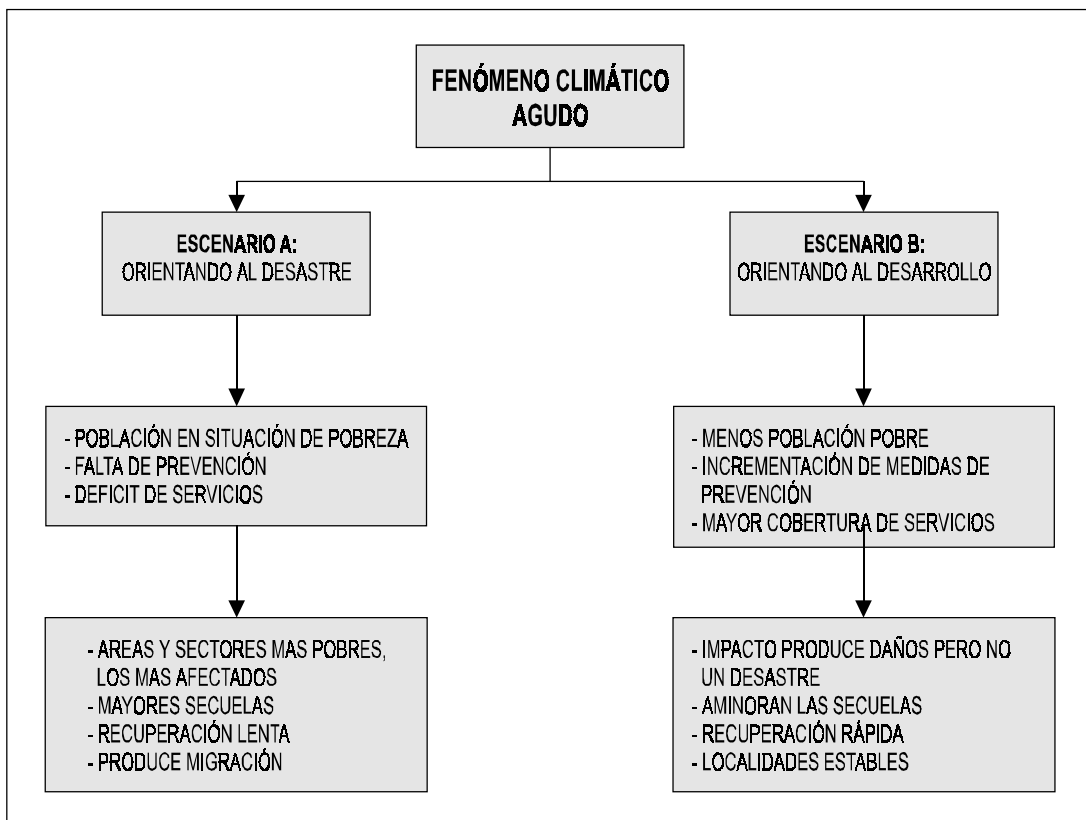 FENÓMENO CLIMÁTICO
AGUDO
ESCENARIO A:
ORIENTANDO AL DESASTRE
- POBLACIÓN EN SITUACIÓN DE POBREZA
- FALTA DE PREVENCIÓN
- DEFICIT DE SERVICIOS
- AREAS Y SECTORES MAS POBRES,
LOS MAS AFECTADOS
- MAYORES SECUELAS
- RECUPERACIÓN LENTA
- PRODUCE MIGRACIÓN
ESCENARIO B:
ORIENTANDO AL DESARROLLO
- MENOS POBLACIÓN POBRE
- INCREMENTACIÓN DE MEDIDAS DE
PREVENCIÓN
- MAYOR COBERTURA DE SERVICIOS
- IMPACTO PRODUCE DAÑOS PERO NO
UN DESASTRE
- AMINORAN LAS SECUELAS
- RECUPERACIÓN RÁPIDA
- LOCALIDADES ESTABLES